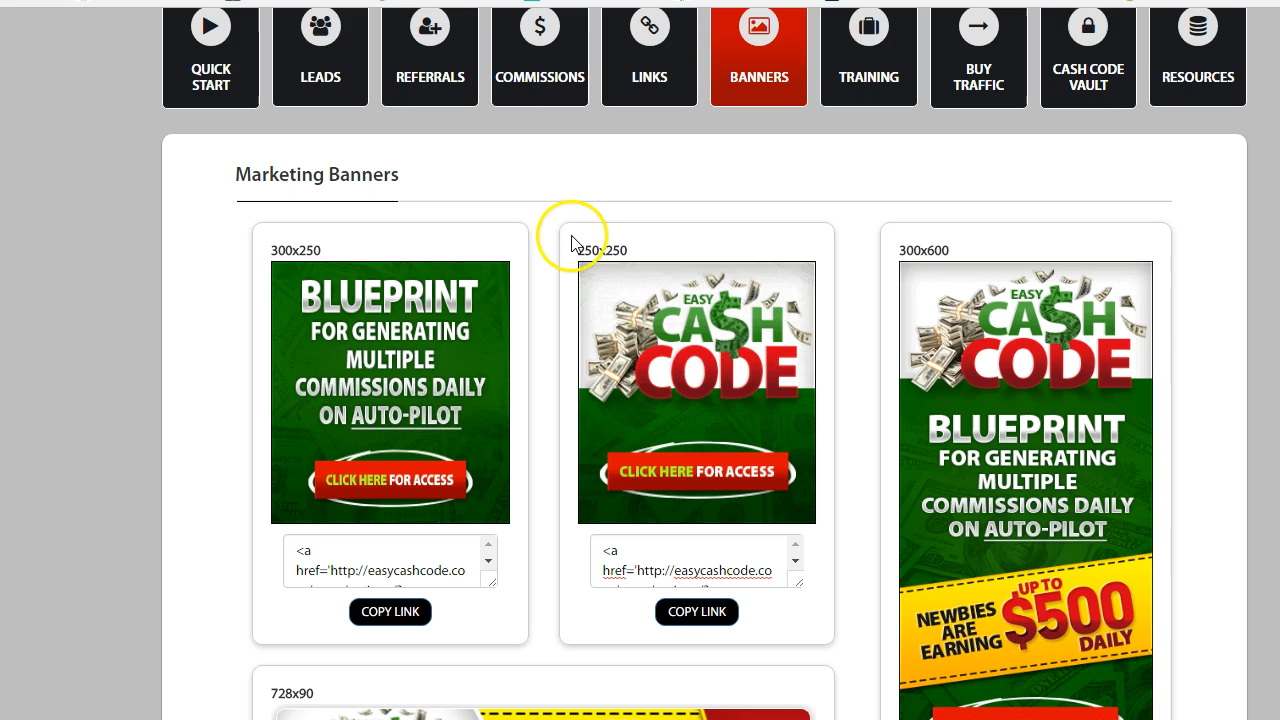 QUICK
START
LEADS
REFERRALS
COMMISSIONS
LINKS
BANNERS
TRAINING
BUY
TRAFFIC
CASH CODE
VAULT
RESOURCES
Marketing Banners
300x250
BLUEPRINT
FOR GENERATING
MULTIPLE
COMMISSIONS DAILY
ON AUTO-PILOT
CLICK HERE FOR ACCESS
<a
href='http://easycashcode.co
COPY LINK
250x250
EASY
CA$H
CODE
CLICK HERE FOR ACCESS
<a
href='http://easycashcode.co
COPY LINK
300x600
EASY
CA$H
CODE
BLUEPRINT
FOR GENERATING
MULTIPLE
COMMISSIONS DAILY
ON AUTO-PILOT
NEWBIES
ARE
EARNING
UP TO
$500
DAILY
728x90